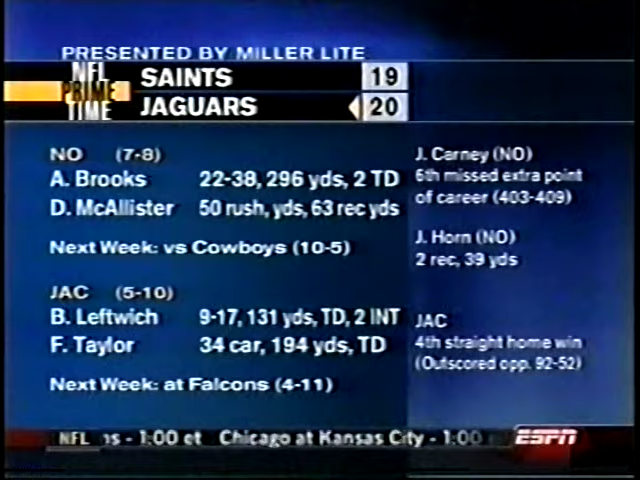 PRESENTED BY MILLER LITE
NFL
PRIME
TIME
SAINTS 19
JAGUARS 20
NO (7-8)
A. Brooks 22-38, 296 yds, 2 TD
D. McAllister 50 rush, yds, 63 rec yds
Next Week: vs Cowboys (10-5)
JAC (5-10)
B. Leftwich 9-17, 131 yds, TD, 2 INT
F. Taylor 34 car, 194 yds, TD
Next Week: at Falcons (4-11)
J. Carney (NO)
6th missed extra point
of career (403-409)
J. Horn (NO)
2 rec, 39 yds
JAC
4th straight home win
(Outscored opp. 92-52)
NFL ns - 1:00 et Chicago at Kansas City - 1:00 ESPN